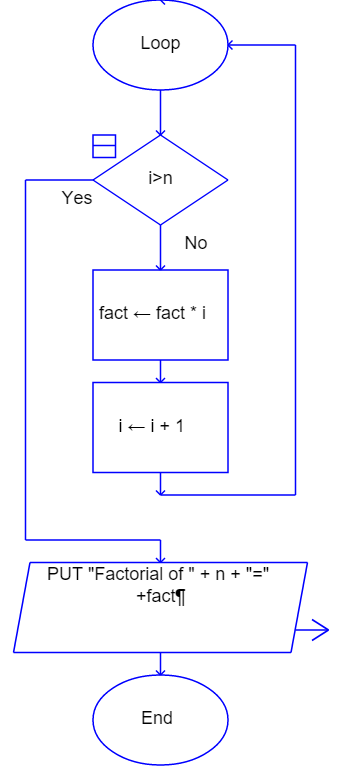 Loop
i>n
Yes
No
fact ← fact * i
i ← i + 1
PUT "Factorial of " + n + "="
+fact¶
End